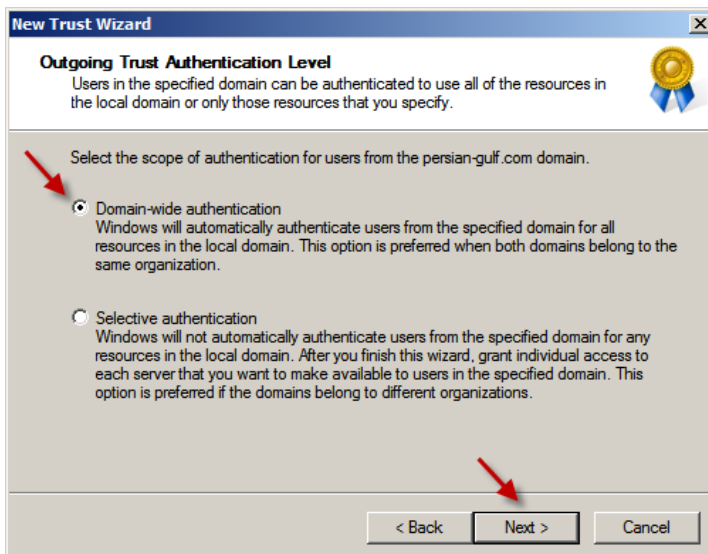 New Trust Wizard
Outgoing Trust Authentication Level
Users in the specified domain can be authenticated to use all of the resources in
the local domain or only those resources that you specify.
Select the scope of authentication for users from the persian-gulf.com domain.
Domain-wide authentication
Windows will automatically authenticate users from the specified domain for all
resources in the local domain. This option is preferred when both domains belong to the
same organization.
Selective authentication
Windows will not automatically authenticate users from the specified domain for any
resources in the local domain. After you finish this wizard, grant individual access to
each server that you want to make available to users in the specified domain. This
option is preferred if the domains belong to different organizations.
< Back Next > Cancel